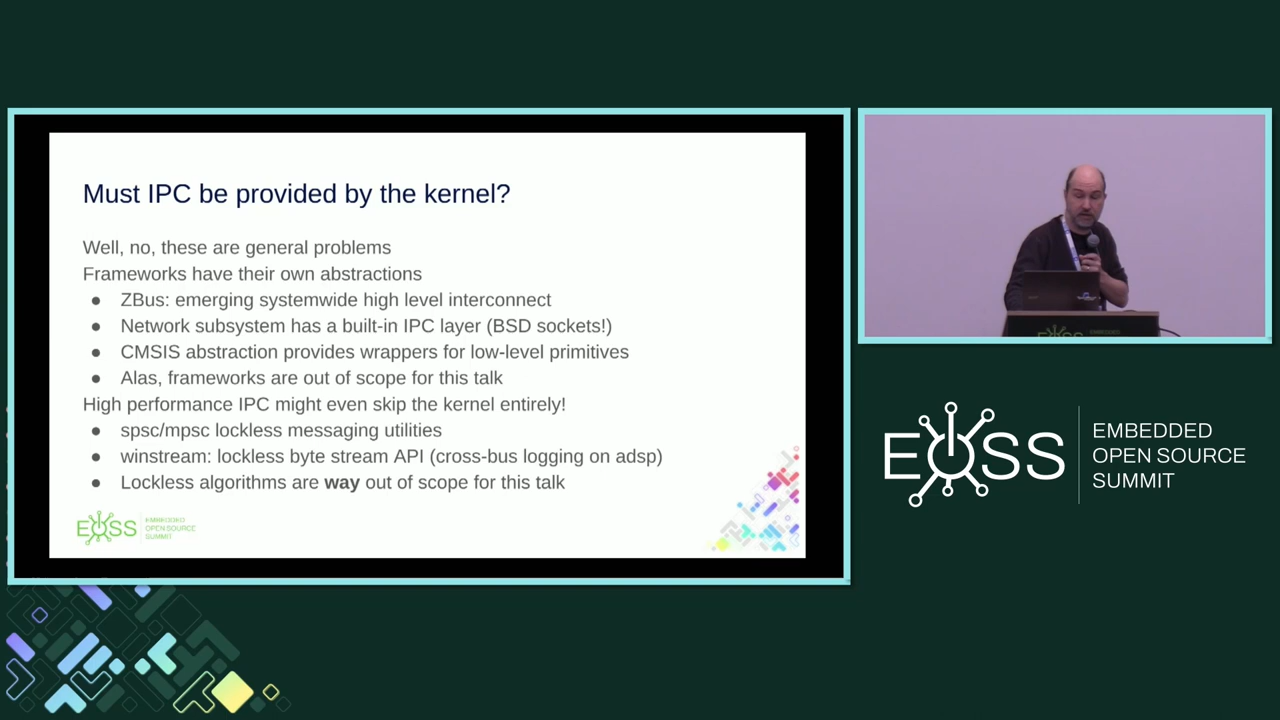 Must IPC be provided by the kernel?
Well, no, these are general problems
Frameworks have their own abstractions
● ZBus: emerging systemwide high level interconnect
● Network subsystem has a built-in IPC layer (BSD sockets!)
● CMSIS abstraction provides wrappers for low-level primitives
● Alas, frameworks are out of scope for this talk
High performance IPC might even skip the kernel entirely!
● spsc/mpsc lockless messaging utilities
● winstream: lockless byte stream API (cross-bus logging on adsp)
● Lockless algorithms are way out of scope for this talk
EOSS
EMBEDDED
OPEN SOURCE
SUMMIT
EOSS
EMBEDDED
OPEN SOURCE
SUMMIT